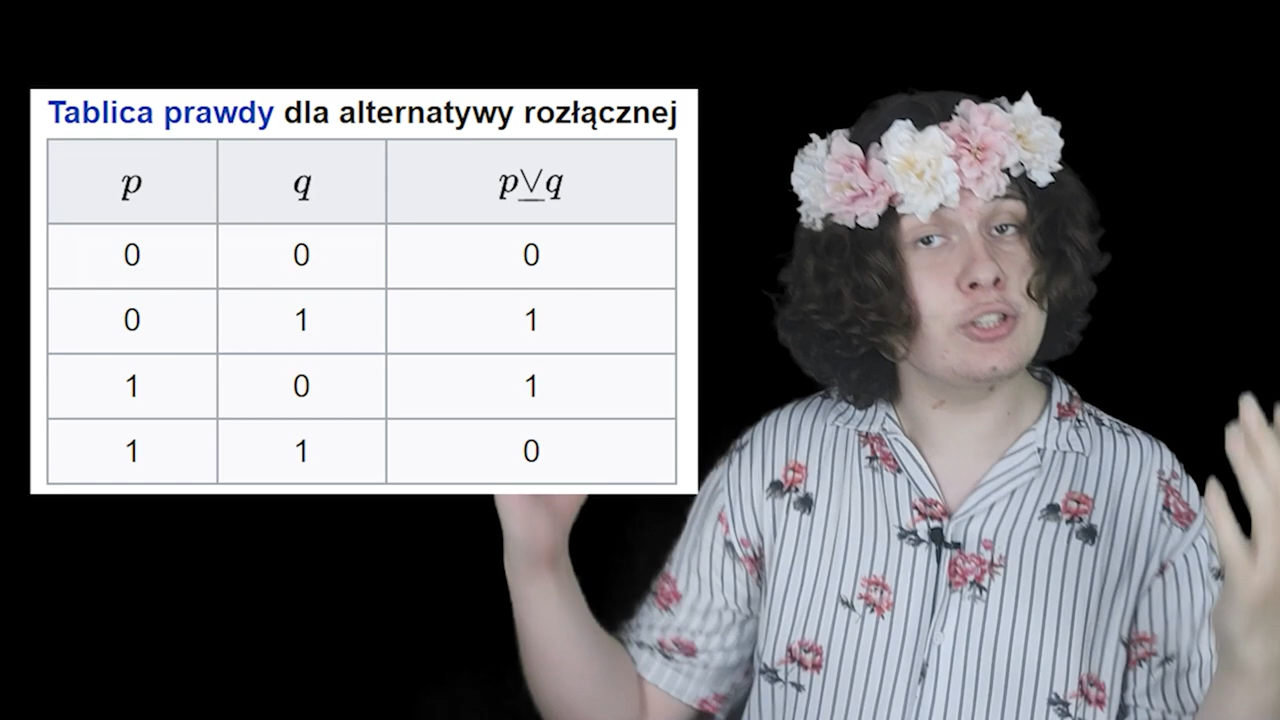 Tablica prawdy dla alternatywy rozłącznej
p q p⊻q
0 0 0
0 1 1
1 0 1
1 1 0